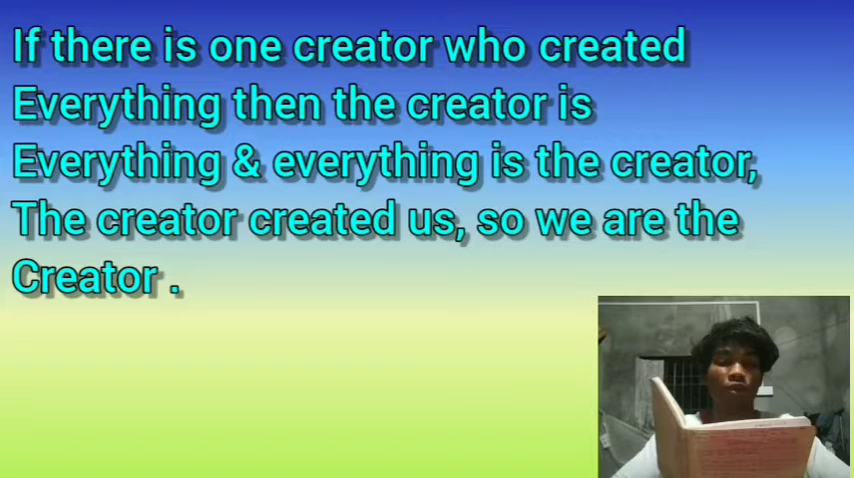 If there is one creator who created
Everything then the creator is
Everything & everything is the creator,
The creator created us, so we are the
Creator .